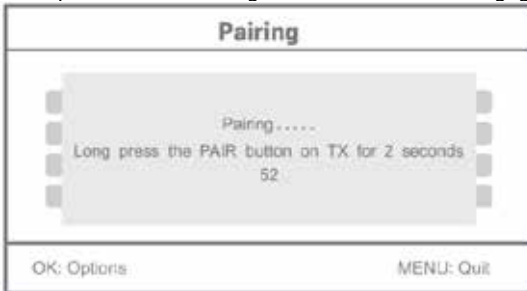 Pairing
Pairing.....
Long press the PAIR button on TX for 2 seconds
52
OK: Options
MENU: Quit